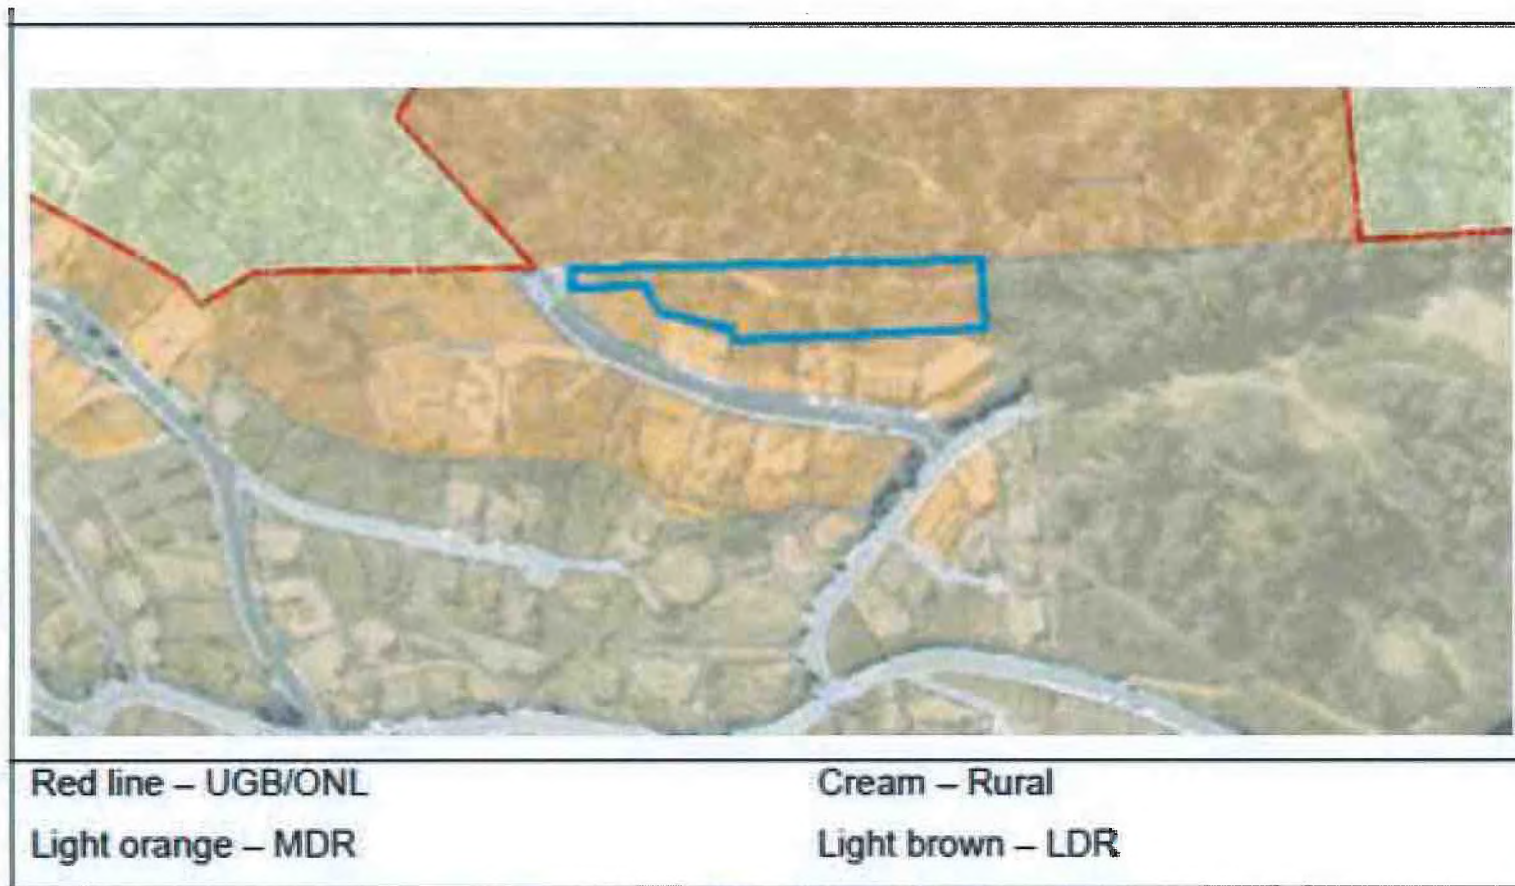 Red line – UGB/ONL
Cream – Rural
Light orange – MDR
Light brown – LDR